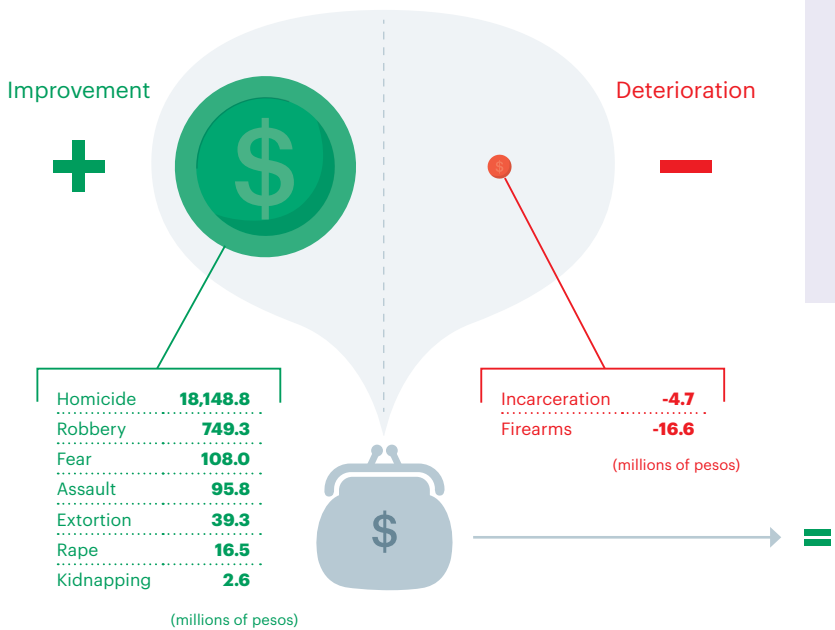 Improvement
Deterioration
+
$
$
−
Homicide 18,148.8
Robbery 749.3
Fear 108.0
Assault 95.8
Extortion 39.3
Rape 16.5
Kidnapping 2.6
(millions of pesos)
Incarceration -4.7
Firearms -16.6
(millions of pesos)
$
=